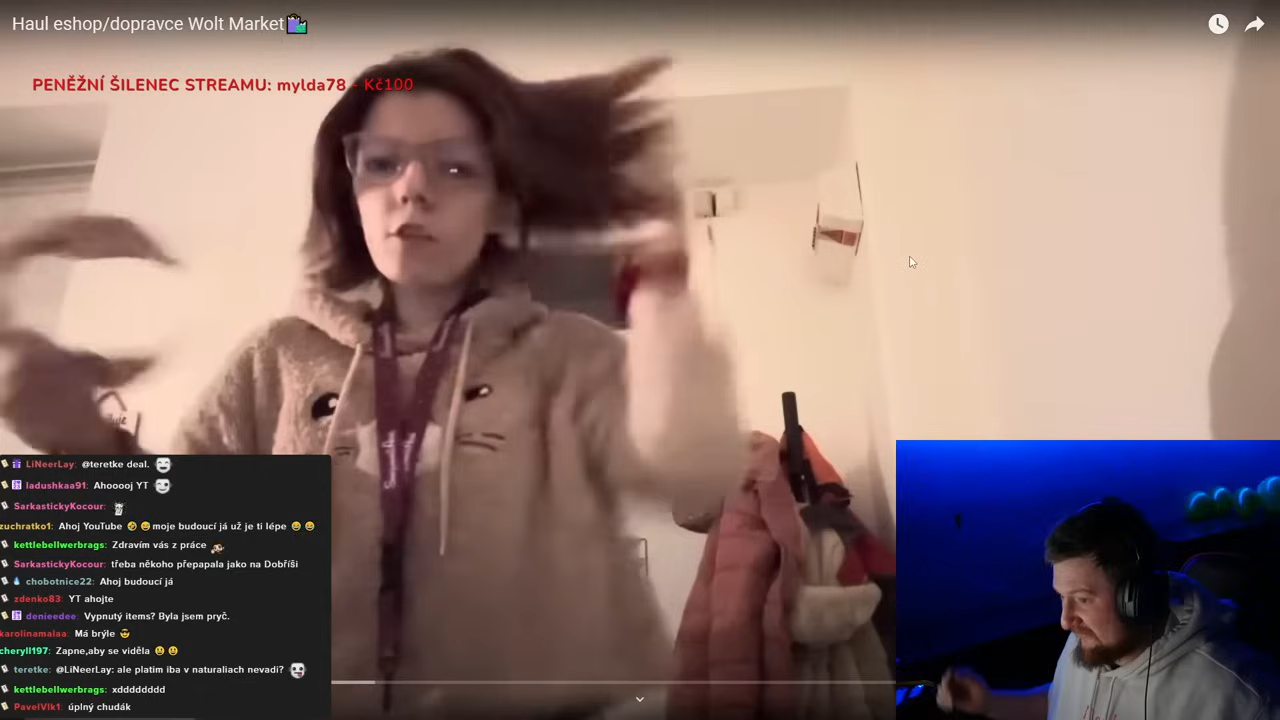 Haul eshop/dopravce Wolt Market
PENĚŽNÍ ŠILENEC STREAMU: mylda78 - Kč100
LiNeerLay: @teretke deal.
ladushkaa91: Ahooooj YT
SarkastickyKocour:
zuchratko1: Ahoj YouTube 🤣 😅 moje budoucí já už je ti lépe 😄 😄
kettlebellwerbrags: Zdravím vás z práce
SarkastickyKocour: třeba někoho přepapala jako na Dobříši
chobotnice22: Ahoj budoucí já
zdenko83: YT ahojte
denieedee: Vypnutý items? Byla jsem pryč.
karolinamalaa: Má brýle 😎
cheryll197: Zapne,aby se viděla 😃 😃
teretke: @LiNeerLay: ale platim iba v naturaliach nevadi?
kettlebellwerbrags: xdddddddd
PavelVlk1: úplný chudák